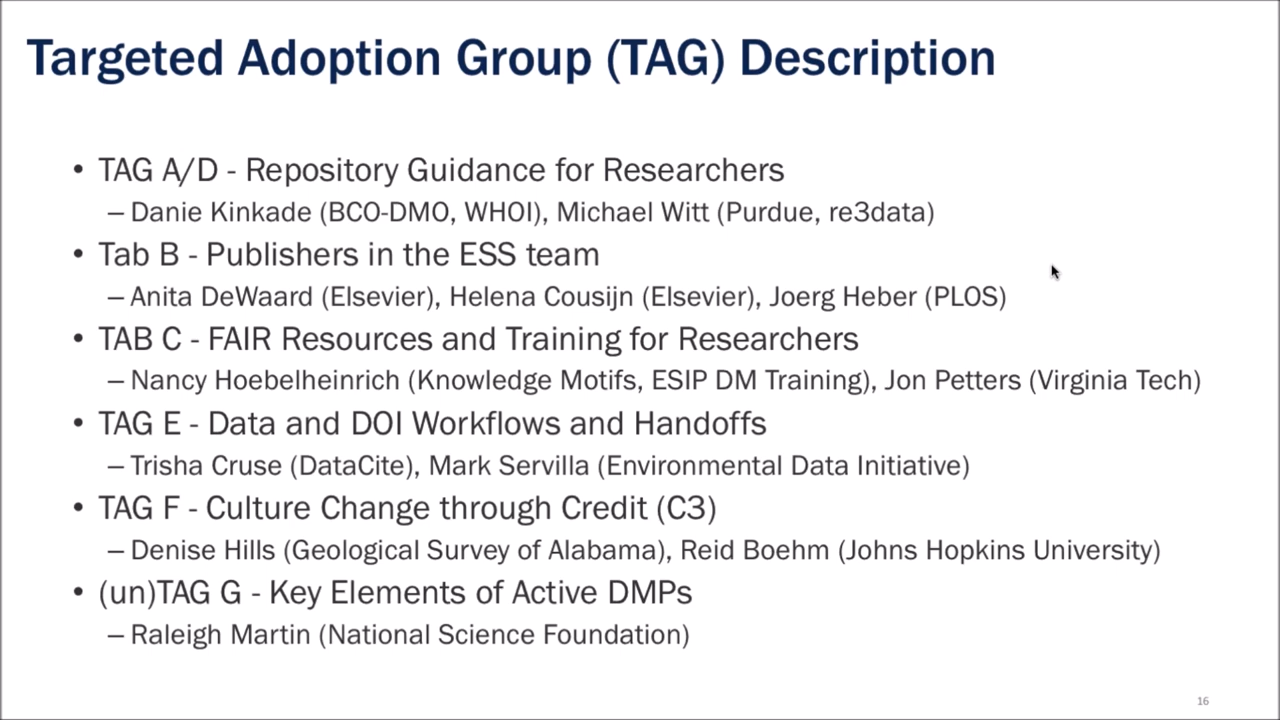 Targeted Adoption Group (TAG) Description
• TAG A/D - Repository Guidance for Researchers
– Danie Kinkade (BCO-DMO, WHOI), Michael Witt (Purdue, re3data)
• Tab B - Publishers in the ESS team
– Anita DeWaard (Elsevier), Helena Cousijn (Elsevier), Joerg Heber (PLOS)
• TAB C - FAIR Resources and Training for Researchers
– Nancy Hoebelheinrich (Knowledge Motifs, ESIP DM Training), Jon Petters (Virginia Tech)
• TAG E - Data and DOI Workflows and Handoffs
– Trisha Cruse (DataCite), Mark Servilla (Environmental Data Initiative)
• TAG F - Culture Change through Credit (C3)
– Denise Hills (Geological Survey of Alabama), Reid Boehm (Johns Hopkins University)
• (un)TAG G - Key Elements of Active DMPs
– Raleigh Martin (National Science Foundation)
16